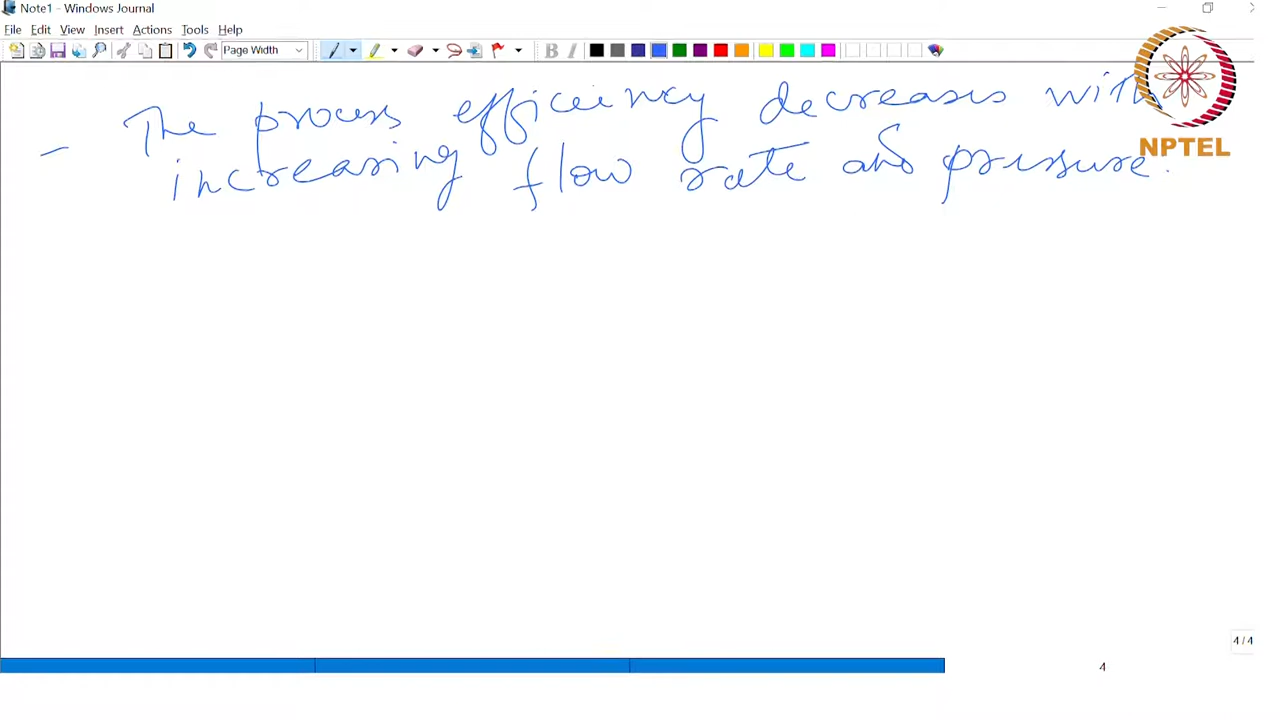 Note1 - Windows Journal
File Edit View Insert Actions Tools Help
Page Width
NPTEL
- The process efficiency decreases with
increasing flow rate and pressure.
4 / 4
4